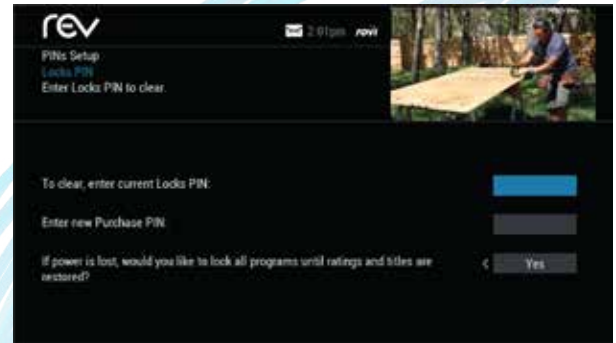 rev
2:01pm rovi
PINs Setup
Locks PIN
Enter Locks PIN to clear.
To clear, enter current Locks PIN:
Enter new Purchase PIN:
If power is lost, would you like to lock all programs until ratings and titles are
restored?
< Yes